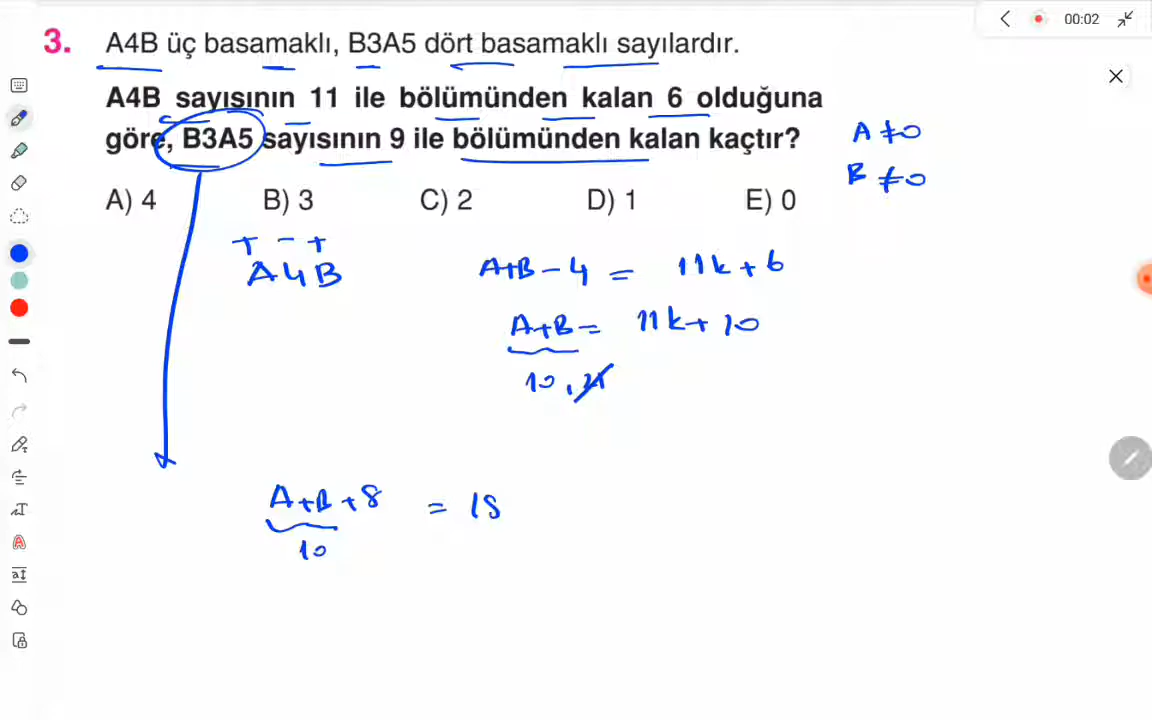 00:02
3. A4B üç basamaklı, B3A5 dört basamaklı sayılardır.
A4B sayısının 11 ile bölümünden kalan 6 olduğuna
göre, B3A5 sayısının 9 ile bölümünden kalan kaçtır?
A) 4 B) 3 C) 2 D) 1 E) 0
A ≠ 0
B ≠ 0
+ - +
A4B
A+B-4 = 11k+6
A+B = 11k+10
10, 21
A+B+8 = 18
10